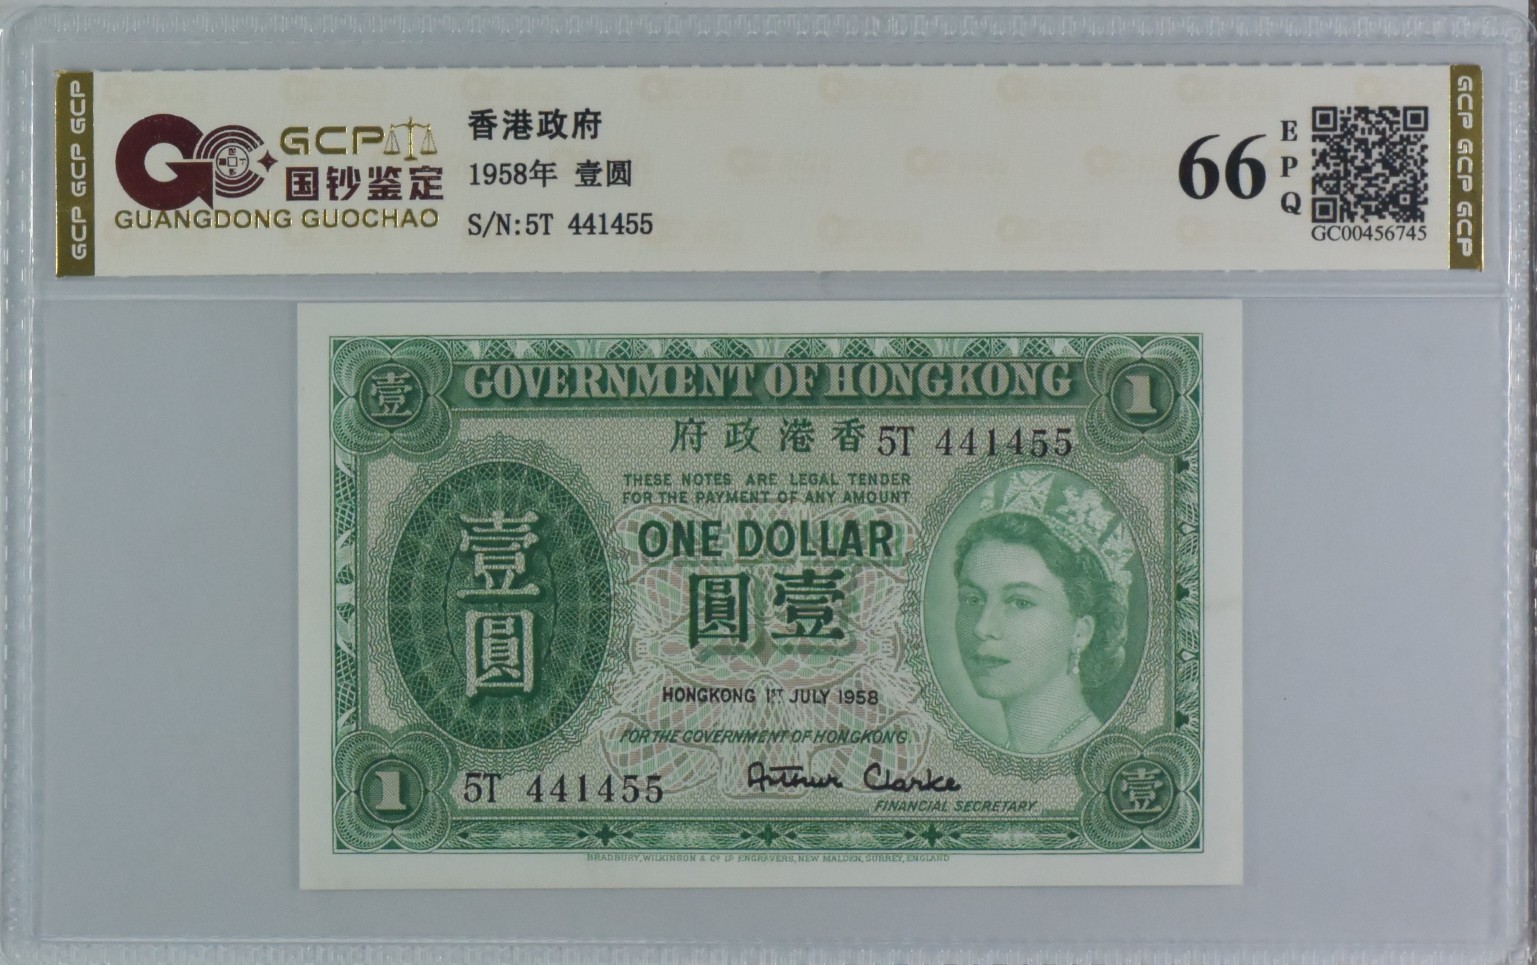 GCP GCP GCP
GCP
国钞鉴定
GUANGDONG GUOCHAO
香港政府
1958年 壹圆
S/N:5T 441455
66
EPQ
GC00456745
GCP GCP GCP
壹
GOVERNMENT OF HONGKONG
1
府政港香
5T 441455
THESE NOTES ARE LEGAL TENDER
FOR THE PAYMENT OF ANY AMOUNT
ONE DOLLAR
圓壹
壹圓
HONGKONG 1ST JULY 1958
FOR THE GOVERNMENT OF HONGKONG
5T 441455
Arthur Clarke
FINANCIAL SECRETARY.
1
壹
BRADBURY, WILKINSON & Co LD ENGRAVERS, NEW MALDEN, SURREY, ENGLAND